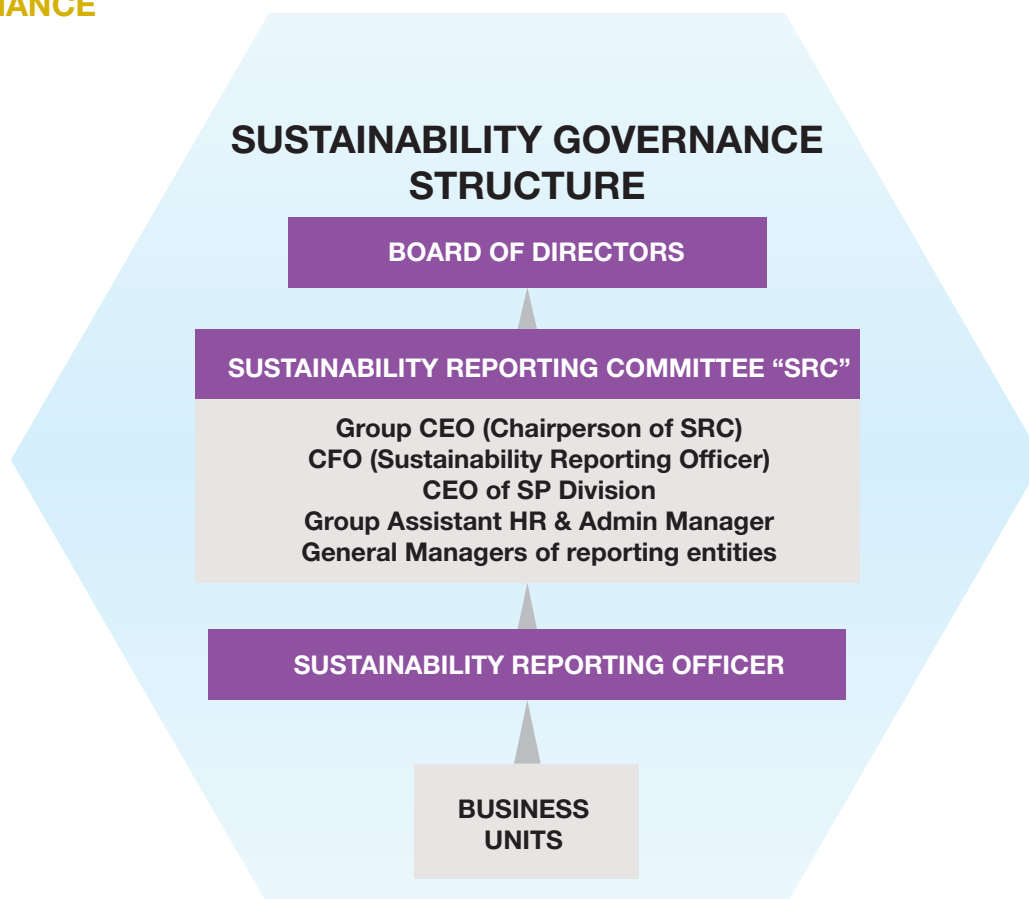 SUSTAINABILITY GOVERNANCE
STRUCTURE
BOARD OF DIRECTORS
SUSTAINABILITY REPORTING COMMITTEE “SRC”
Group CEO (Chairperson of SRC)
CFO (Sustainability Reporting Officer)
CEO of SP Division
Group Assistant HR & Admin Manager
General Managers of reporting entities
SUSTAINABILITY REPORTING OFFICER
BUSINESS
UNITS